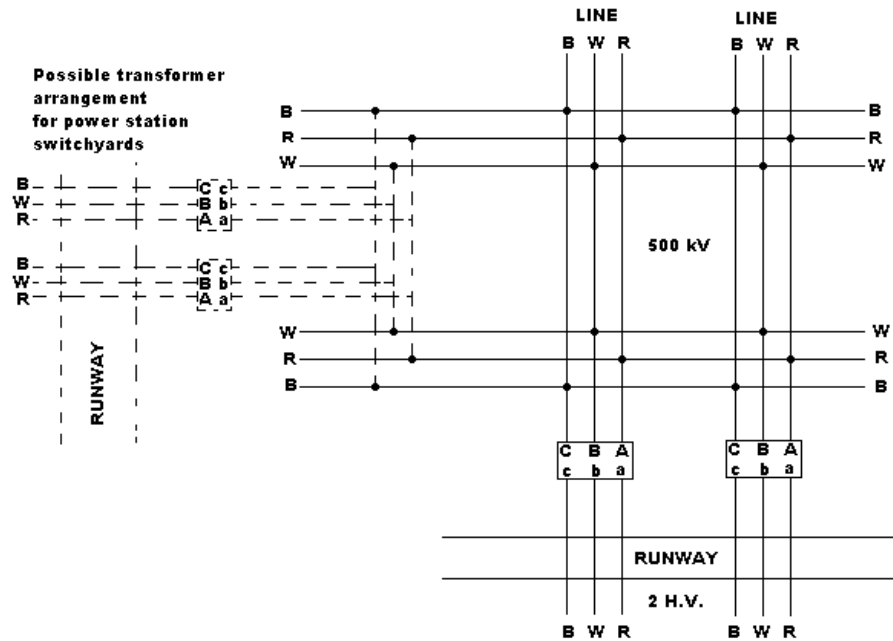 LINE LINE
B W R B W R
Possible transformer
arrangement
for power station
switchyards
B B
R R
W W
B C c
W B b
R A a
500 kV
B C c
W B b
R A a
W W
R R
B B
RUNWAY
C B A C B A
c b a c b a
RUNWAY
2 H.V.
B W R B W R